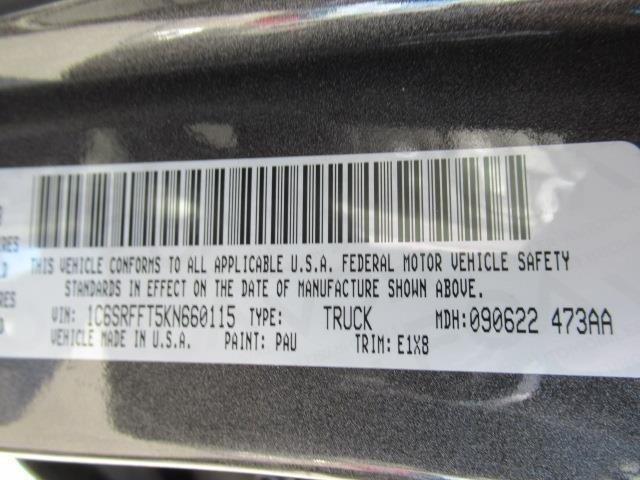 RES
THIS VEHICLE CONFORMS TO ALL APPLICABLE U.S.A. FEDERAL MOTOR VEHICLE SAFETY
STANDARDS IN EFFECT ON THE DATE OF MANUFACTURE SHOWN ABOVE.
VIN: 1C6SRFFT5KN660115 TYPE: TRUCK MDH:090622 473AA
VEHICLE MADE IN U.S.A. PAINT: PAU TRIM:E1X8